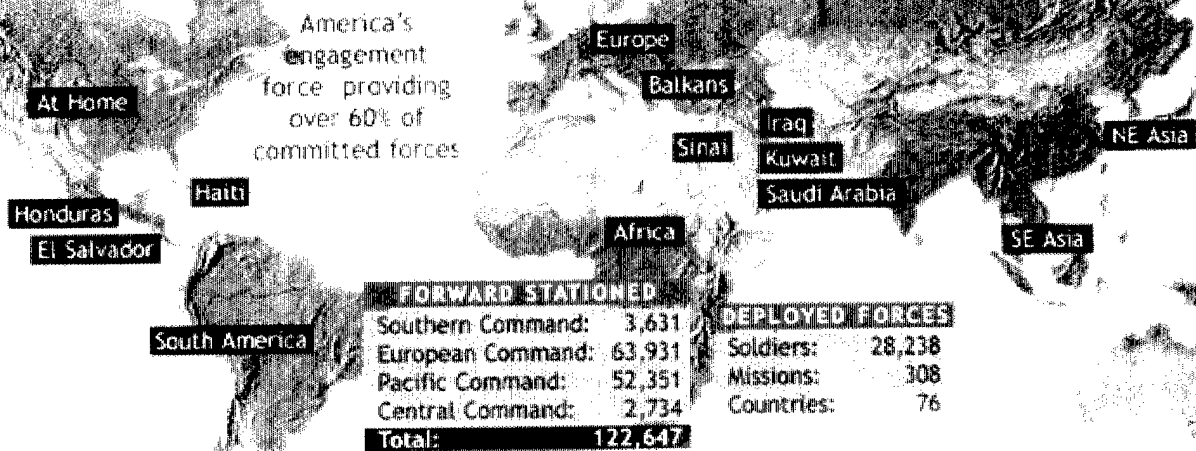 America's
engagement
force providing
over 60% of
committed forces
At Home
Honduras
El Salvador
Haiti
South America
Europe
Balkans
Sinai
Iraq
Kuwait
Saudi Arabia
Africa
NE Asia
SE Asia
FORWARD STATIONED
Southern Command: 3,631
European Command: 63,931
Pacific Command: 52,351
Central Command: 2,734
Total: 122,647
DEPLOYED FORCES
Soldiers: 28,238
Missions: 308
Countries: 76